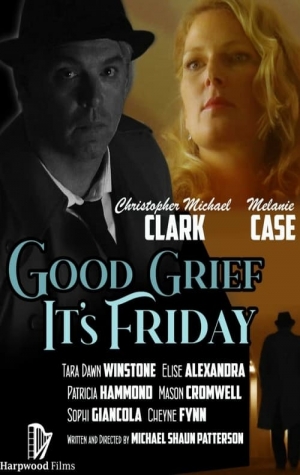 Christopher Michael Melanie
CLARK CASE
GOOD GRIEF
IT'S FRIDAY
TARA DAWN WINSTONE ELISE ALEXANDRA
PATRICIA HAMMOND MASON CROMWELL
SOPHI GIANCOLA CHEYNE FYNN
WRITTEN AND DIRECTED BY MICHAEL SHAUN PATTERSON
Harpwood Films